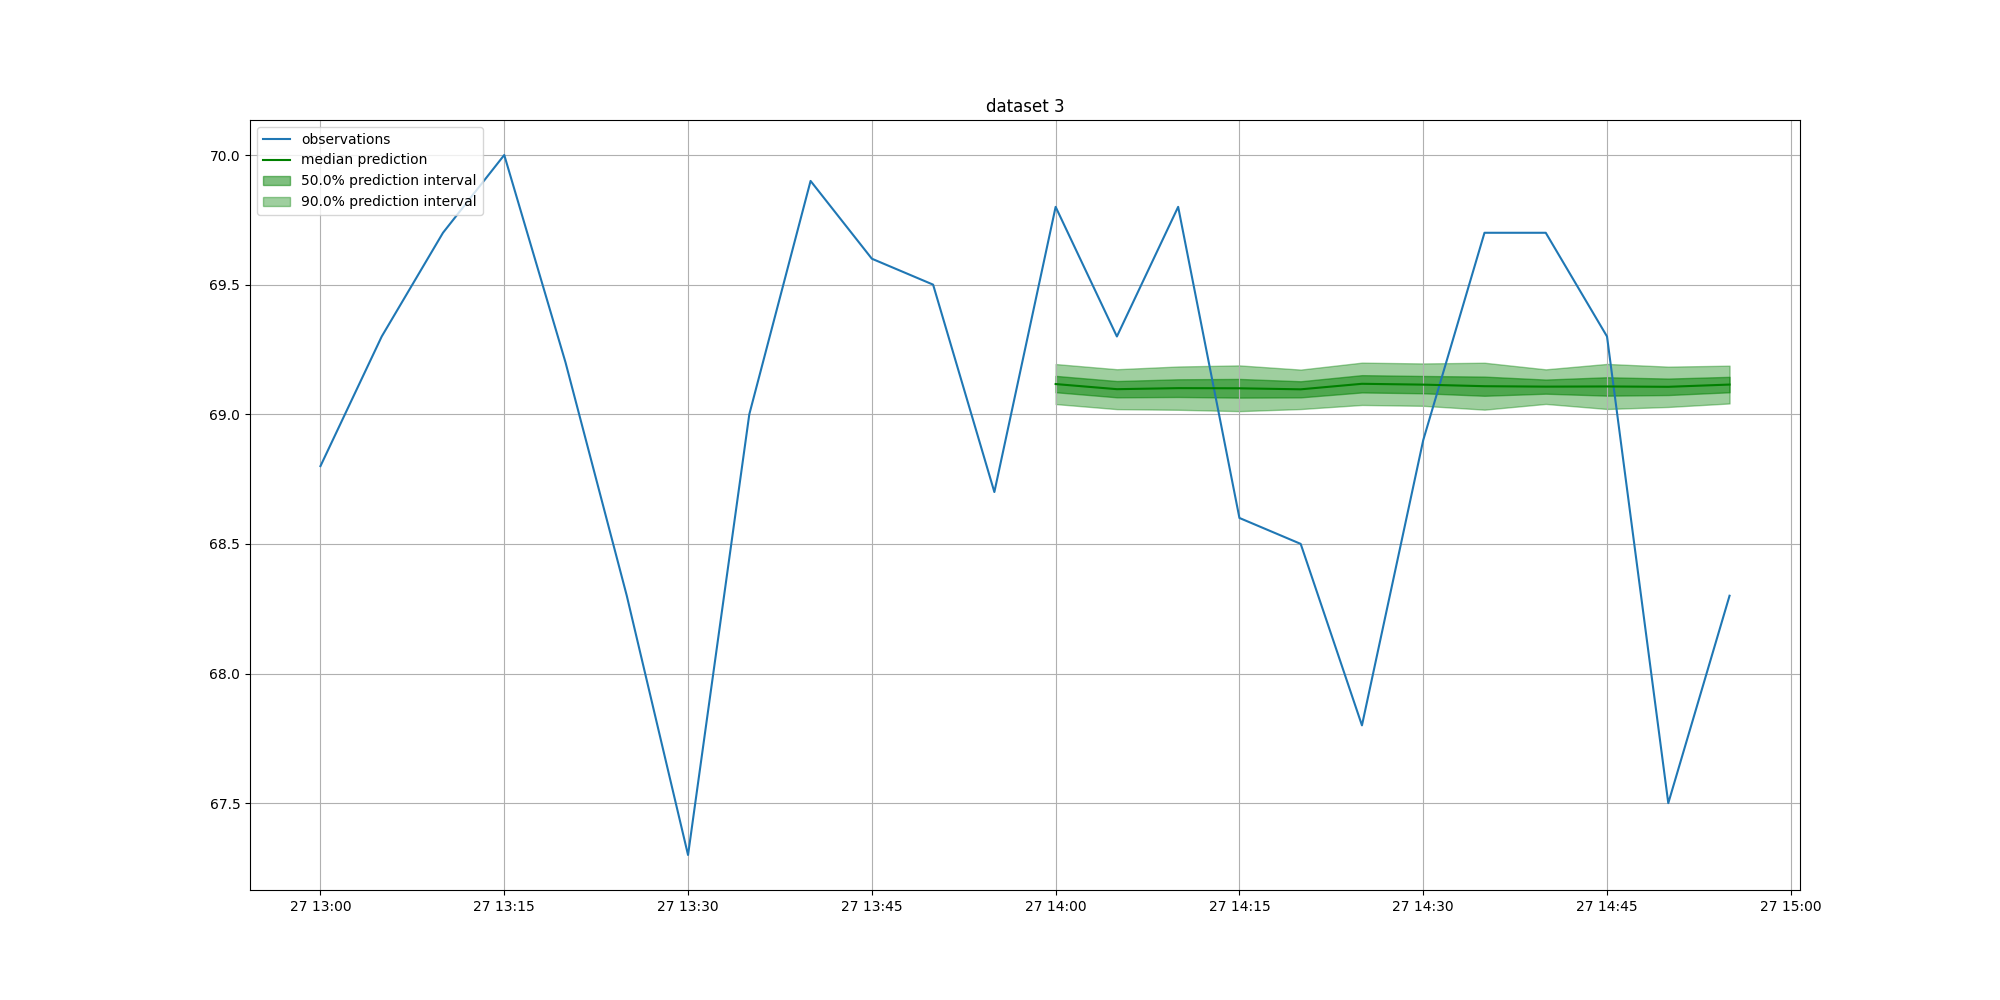 dataset 3
observations
median prediction
50.0% prediction interval
90.0% prediction interval
70.0
69.5
69.0
68.5
68.0
67.5
27 13:00 27 13:15 27 13:30 27 13:45 27 14:00 27 14:15 27 14:30 27 14:45 27 15:00